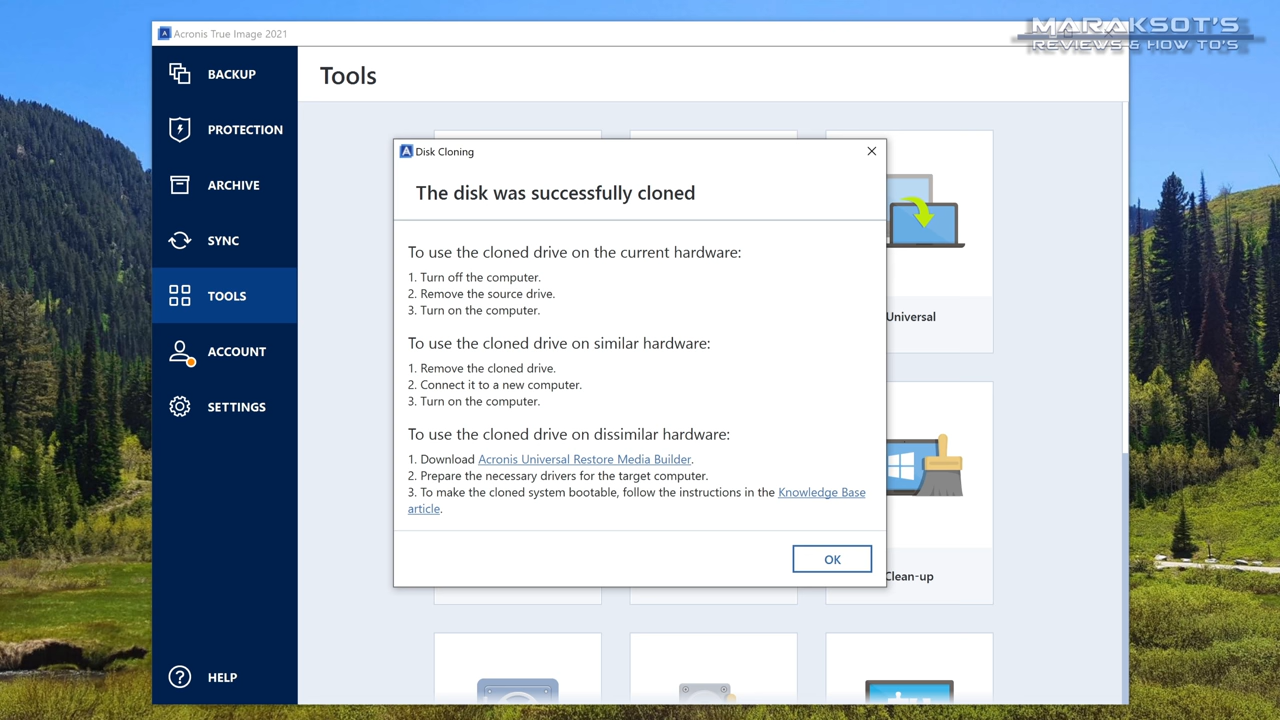 MARAKSOT'S
REVIEWS & HOW TO'S
Acronis True Image 2021
BACKUP
PROTECTION
ARCHIVE
SYNC
TOOLS
ACCOUNT
SETTINGS
HELP
Tools
Disk Cloning
The disk was successfully cloned
To use the cloned drive on the current hardware:
1. Turn off the computer.
2. Remove the source drive.
3. Turn on the computer.
To use the cloned drive on similar hardware:
1. Remove the cloned drive.
2. Connect it to a new computer.
3. Turn on the computer.
To use the cloned drive on dissimilar hardware:
1. Download Acronis Universal Restore Media Builder.
2. Prepare the necessary drivers for the target computer.
3. To make the cloned system bootable, follow the instructions in the Knowledge Base
article.
OK
Universal
Clean-up